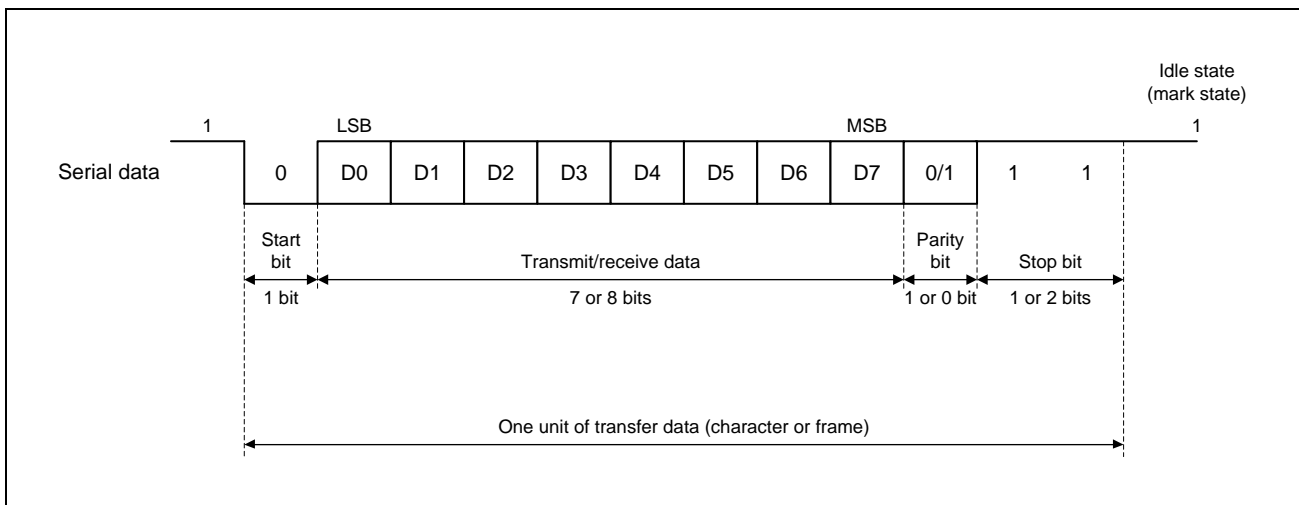 Idle state
(mark state)
1 LSB MSB 1
Serial data 0 D0 D1 D2 D3 D4 D5 D6 D7 0/1 1 1
Start
bit
Transmit/receive data
Parity
bit
Stop bit
1 bit 7 or 8 bits 1 or 0 bit 1 or 2 bits
One unit of transfer data (character or frame)